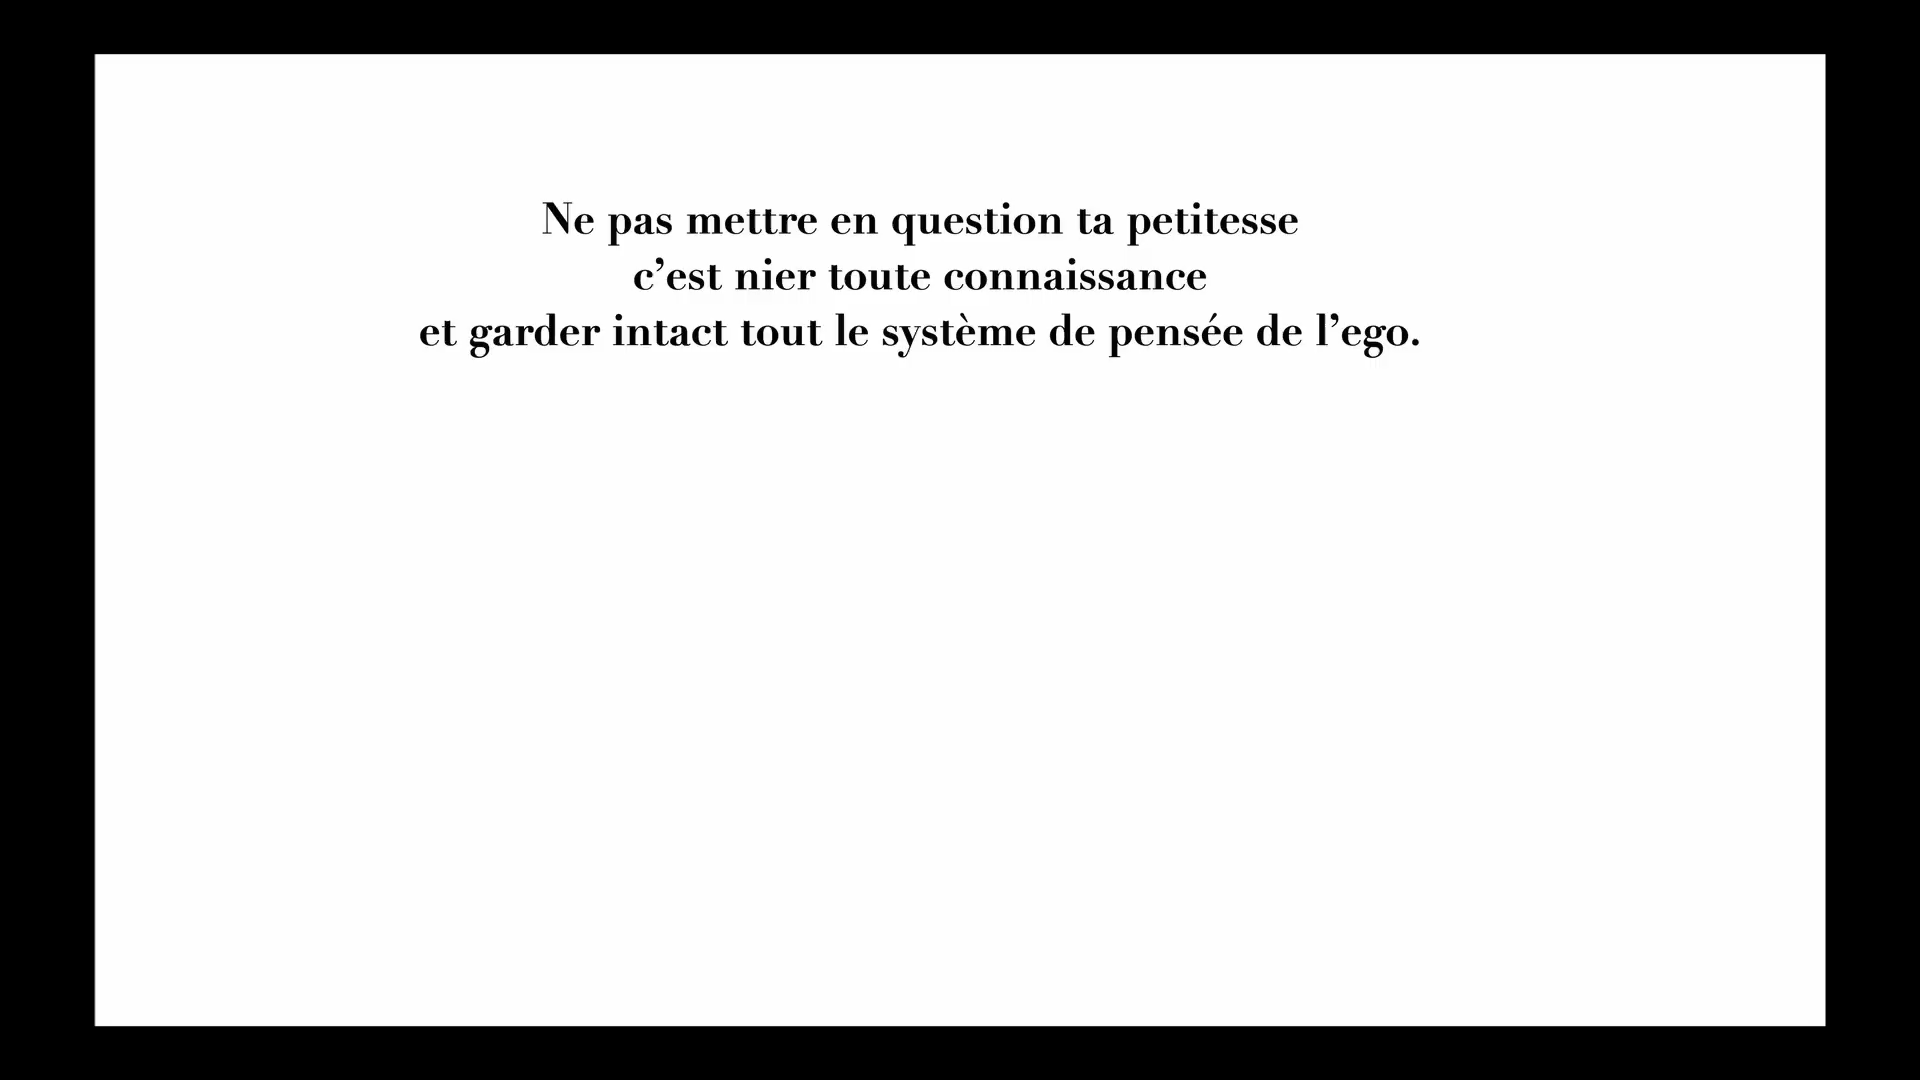 Ne pas mettre en question ta petitesse
c’est nier toute connaissance
et garder intact tout le système de pensée de l’ego.